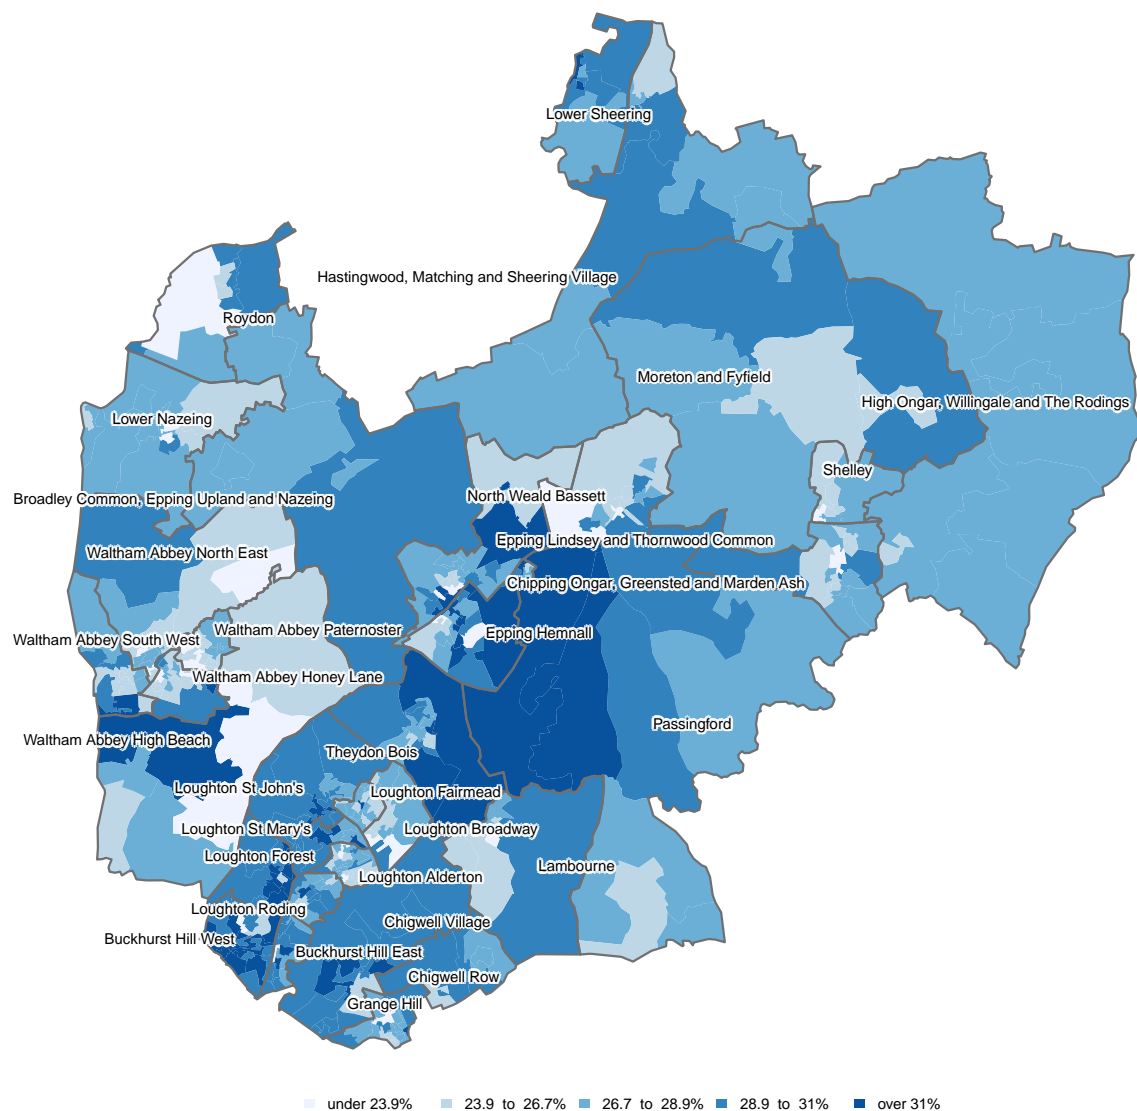 Lower Sheering
Hastingwood, Matching and Sheering Village
Roydon
Moreton and Fyfield
High Ongar, Willingale and The Rodings
Lower Nazeing
Shelley
North Weald Bassett
Broadley Common, Epping Upland and Nazeing
Epping Lindsey and Thornwood Common
Waltham Abbey North East
Chipping Ongar, Greensted and Marden Ash
Waltham Abbey Paternoster
Epping Hemnall
Waltham Abbey South West
Waltham Abbey Honey Lane
Passingford
Waltham Abbey High Beach
Theydon Bois
Loughton St John's
Loughton Fairmead
Loughton St Mary's
Loughton Broadway
Loughton Forest
Lambourne
Loughton Alderton
Loughton Roding
Chigwell Village
Buckhurst Hill West
Buckhurst Hill East
Chigwell Row
Grange Hill
under 23.9% 23.9 to 26.7% 26.7 to 28.9% 28.9 to 31% over 31%